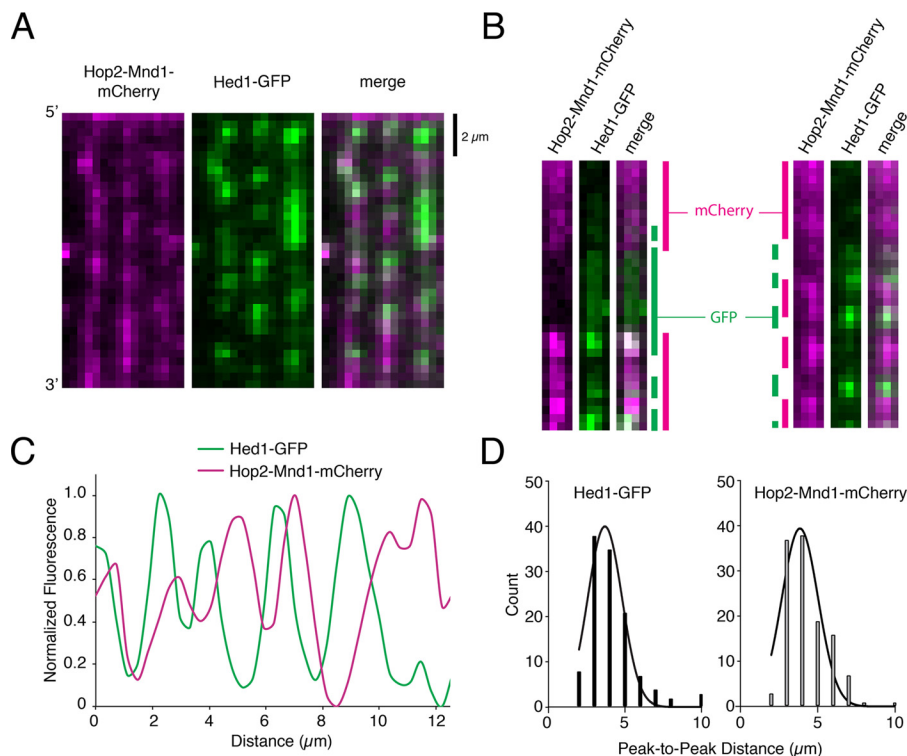 A
Hop2-Mnd1-
mCherry
Hed1-GFP
merge
5’
3’
2 µm
B
Hop2-Mnd1-mCherry
Hed1-GFP
merge
Hop2-Mnd1-mCherry
Hed1-GFP
merge
mCherry
GFP
C
Hed1-GFP
Hop2-Mnd1-mCherry
Normalized Fluorescence
1.0
0.8
0.6
0.4
0.2
0
0
2
4
6
8
10
12
Distance (µm)
D
Hed1-GFP
Count
50
40
30
20
10
0
0
5
10
Hop2-Mnd1-mCherry
50
40
30
20
10
0
0
5
10
Peak-to-Peak Distance (µm)